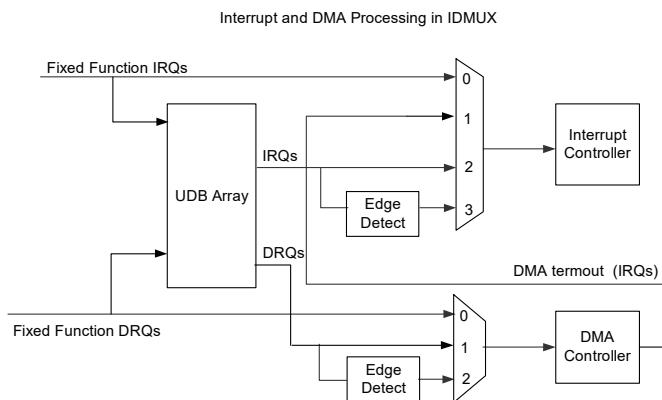 Interrupt and DMA Processing in IDMUX
Fixed Function IRQs
0
1
2
3
Interrupt
Controller
UDB Array
IRQs
Edge
Detect
DRQs
DMA termout (IRQs)
Fixed Function DRQs
0
1
2
DMA
Controller
Edge
Detect